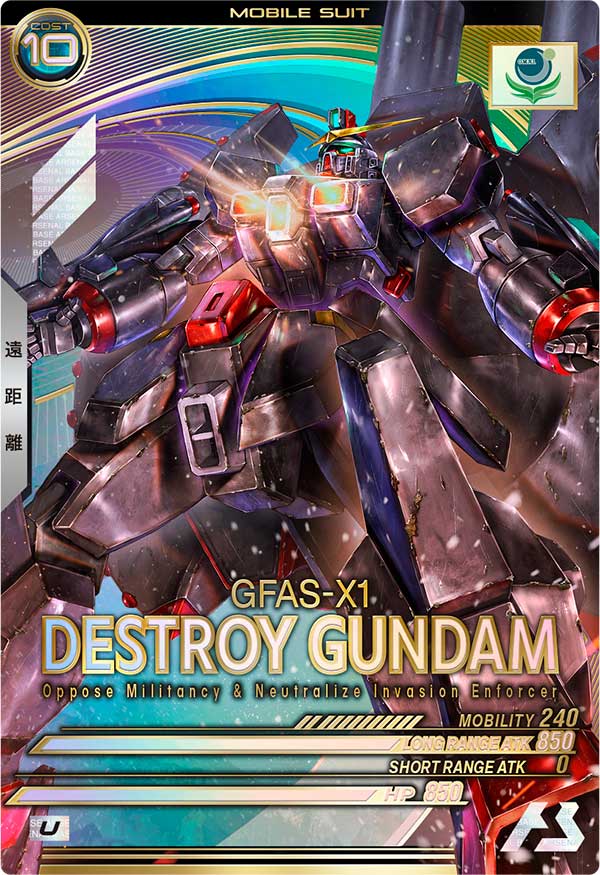 MOBILE SUIT
COST
10
遠距離
GFAS-X1
DESTROY GUNDAM
Oppose Militancy & Neutralize Invasion Enforcer
MOBILITY 240
LONG RANGE ATK 850
SHORT RANGE ATK 0
HP 850
U